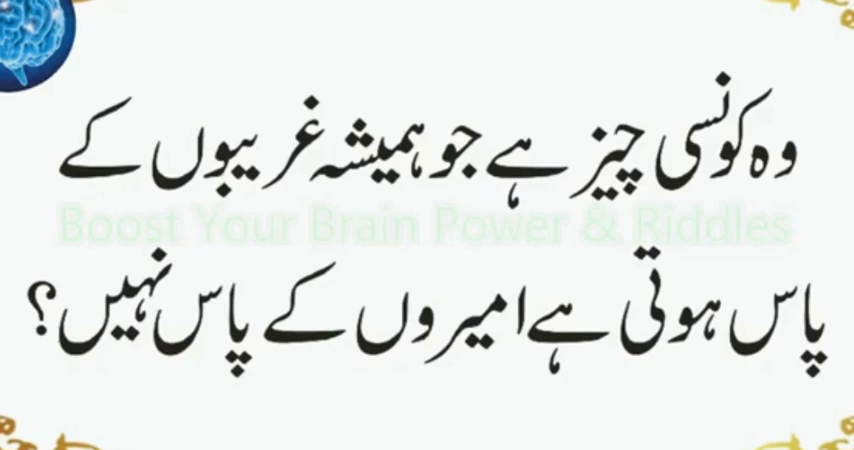 وہ کونسی چیز ہے جو ہمیشہ غریبوں کے
Boost Your Brain Power & Riddles
پاس ہوتی ہے امیروں کے پاس نہیں؟